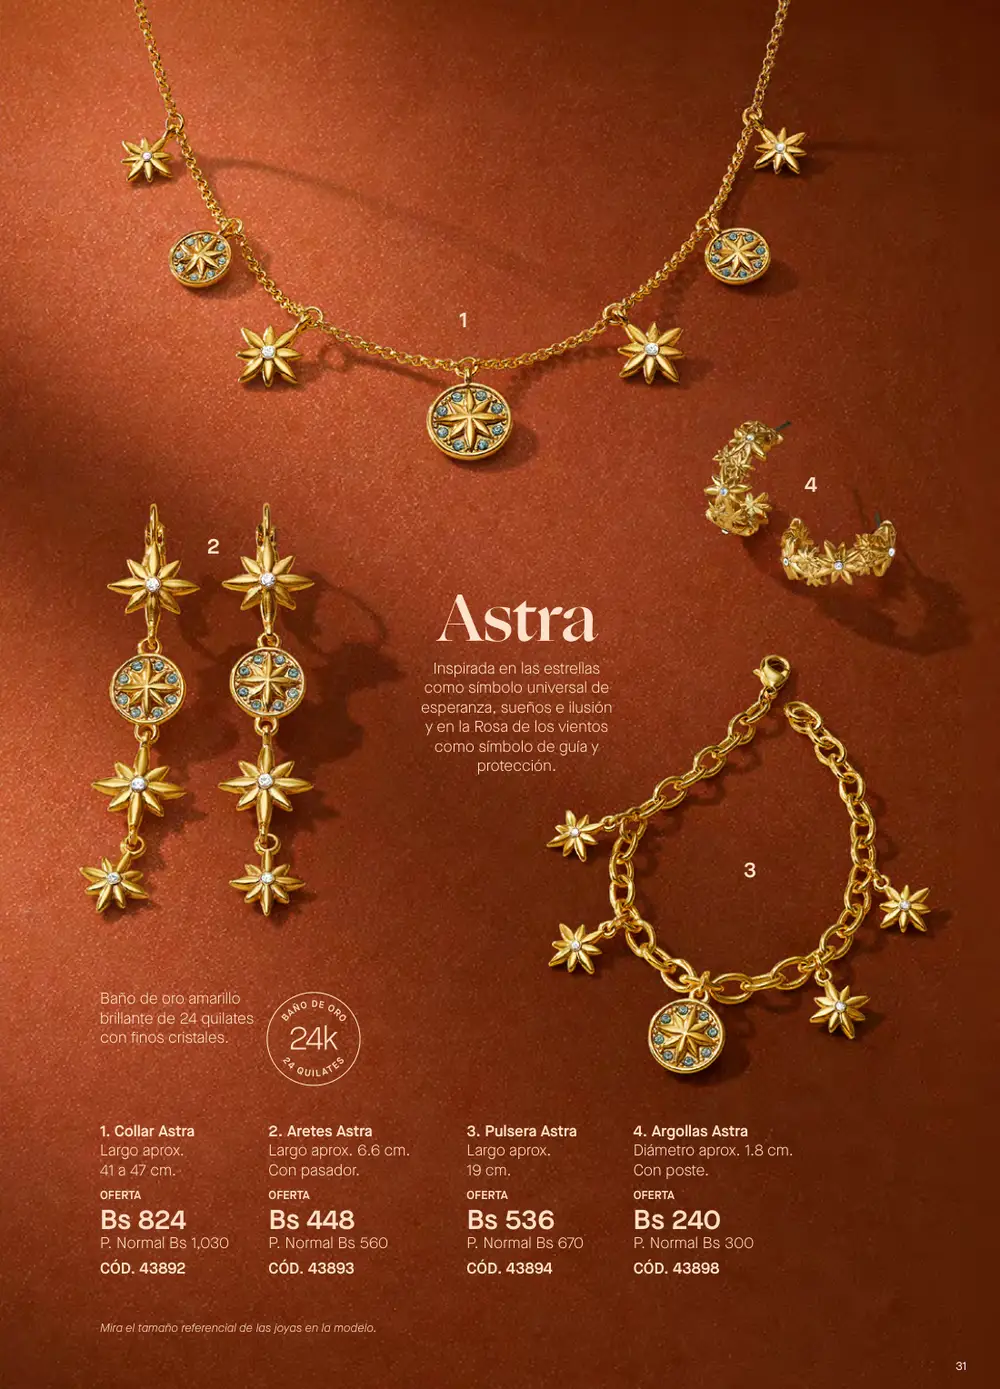 1
4
2
Astra
Inspirada en las estrellas
como símbolo universal de
esperanza, sueños e ilusión
y en la Rosa de los vientos
como símbolo de guía y
protección.
3
Baño de oro amarillo
brillante de 24 quilates
con finos cristales.
BAÑO DE ORO
24k
24 QUILATES
1. Collar Astra
Largo aprox.
41 a 47 cm.
OFERTA
Bs 824
P. Normal Bs 1,030
CÓD. 43892
2. Aretes Astra
Largo aprox. 6.6 cm.
Con pasador.
OFERTA
Bs 448
P. Normal Bs 560
CÓD. 43893
3. Pulsera Astra
Largo aprox.
19 cm.
OFERTA
Bs 536
P. Normal Bs 670
CÓD. 43894
4. Argollas Astra
Diámetro aprox. 1.8 cm.
Con poste.
OFERTA
Bs 240
P. Normal Bs 300
CÓD. 43898
Mira el tamaño referencial de las joyas en la modelo.
31